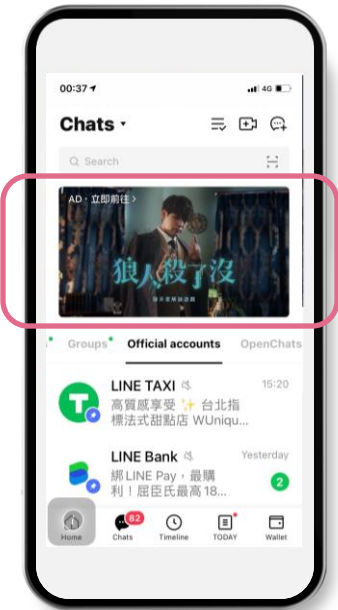 00:37
4G
Chats
Search
AD · 立即前往 >
狼人殺了沒
Groups
Official accounts
OpenChats
LINE TAXI
15:20
高質感享受 ✨ 台北指
標法式甜點店 WUniqu...
LINE Bank
Yesterday
綁 LINE Pay，最購
利！屈臣氏最高 18...
2
82
Home
Chats
Timeline
TODAY
Wallet